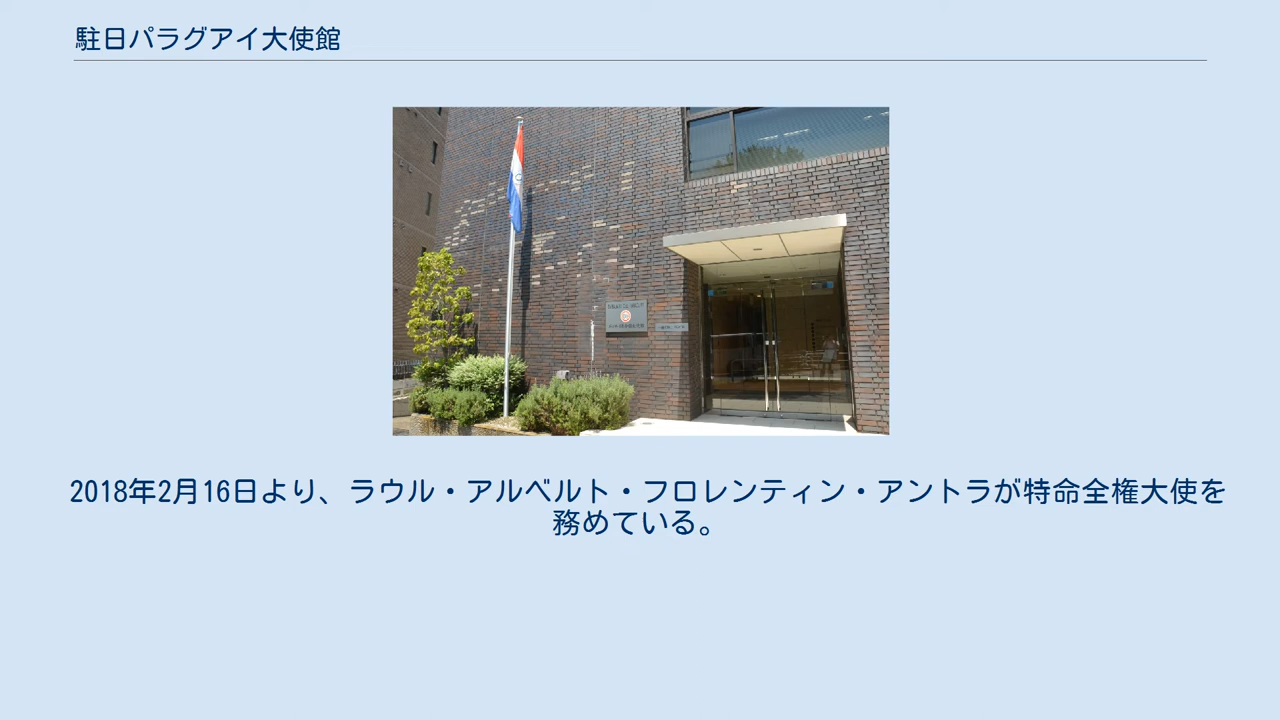 駐日パラグアイ大使館
2018年2月16日より、ラウル・アルベルト・フロレンティン・アントラが特命全権大使を
務めている。